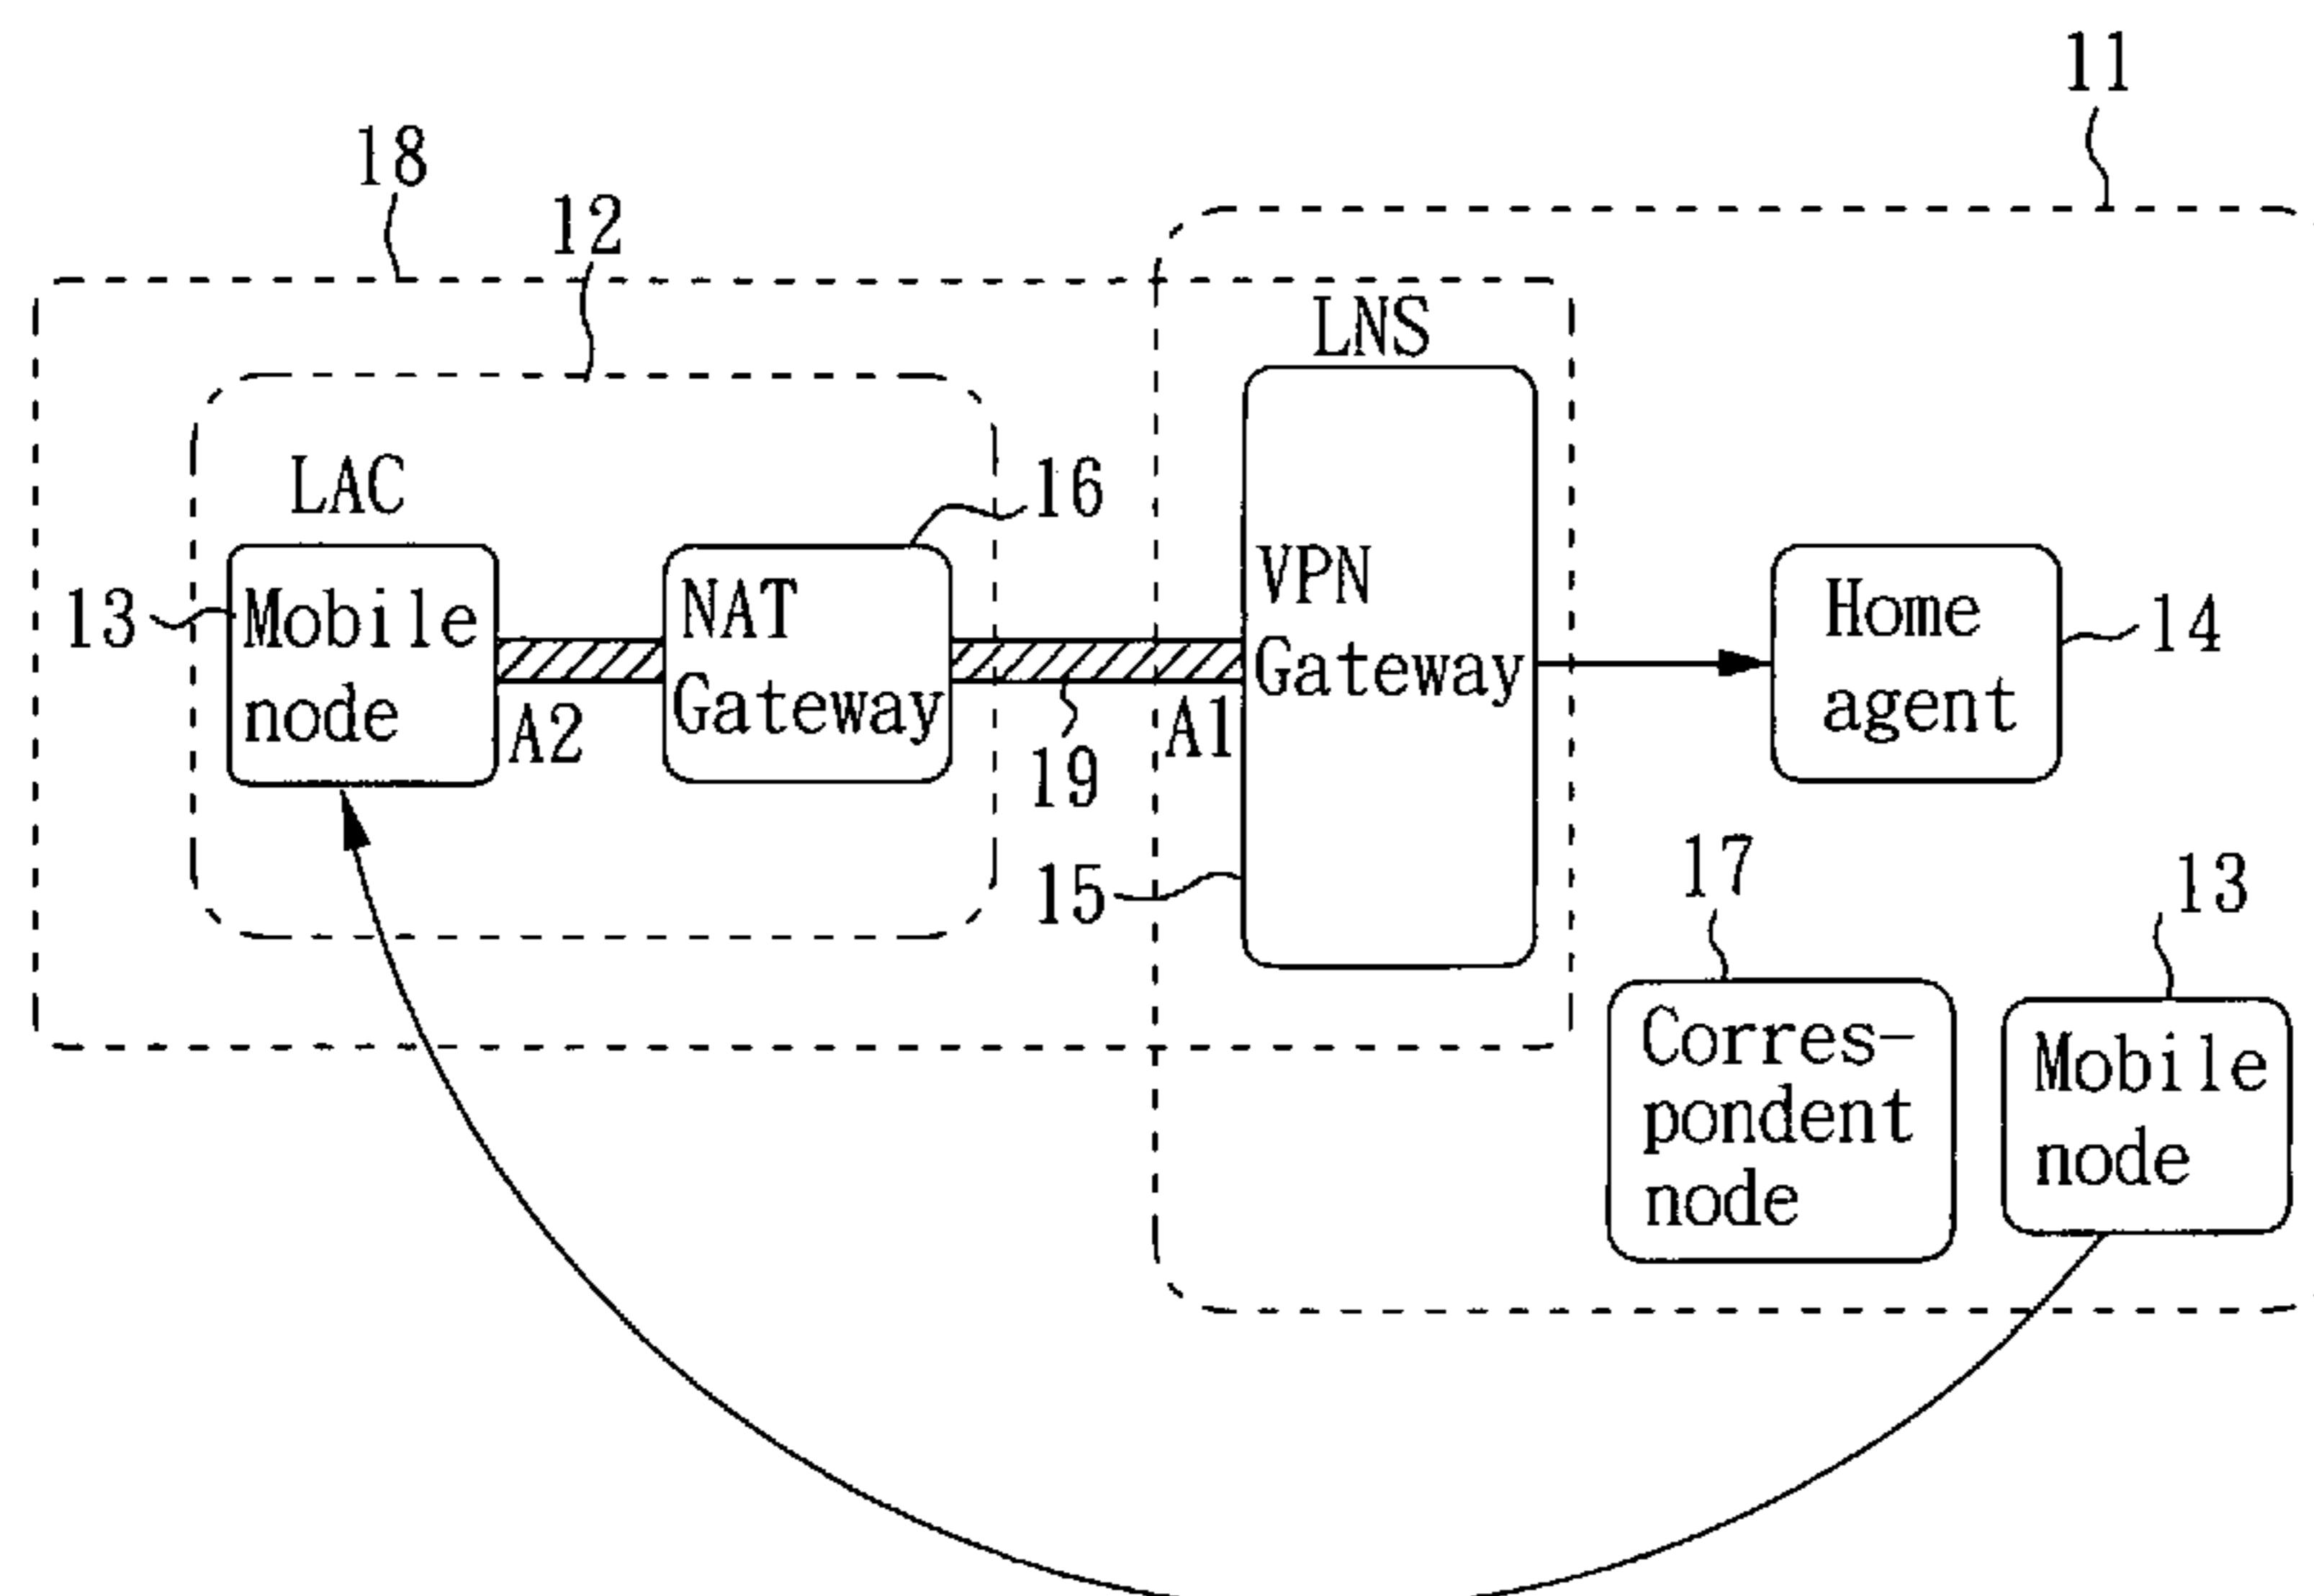 11
18
12
LNS
LAC
16
13
Mobile
node
NAT
Gateway
VPN
Gateway
Home
agent
14
A2
19
A1
15
17
13
Corres-
pondent
node
Mobile
node